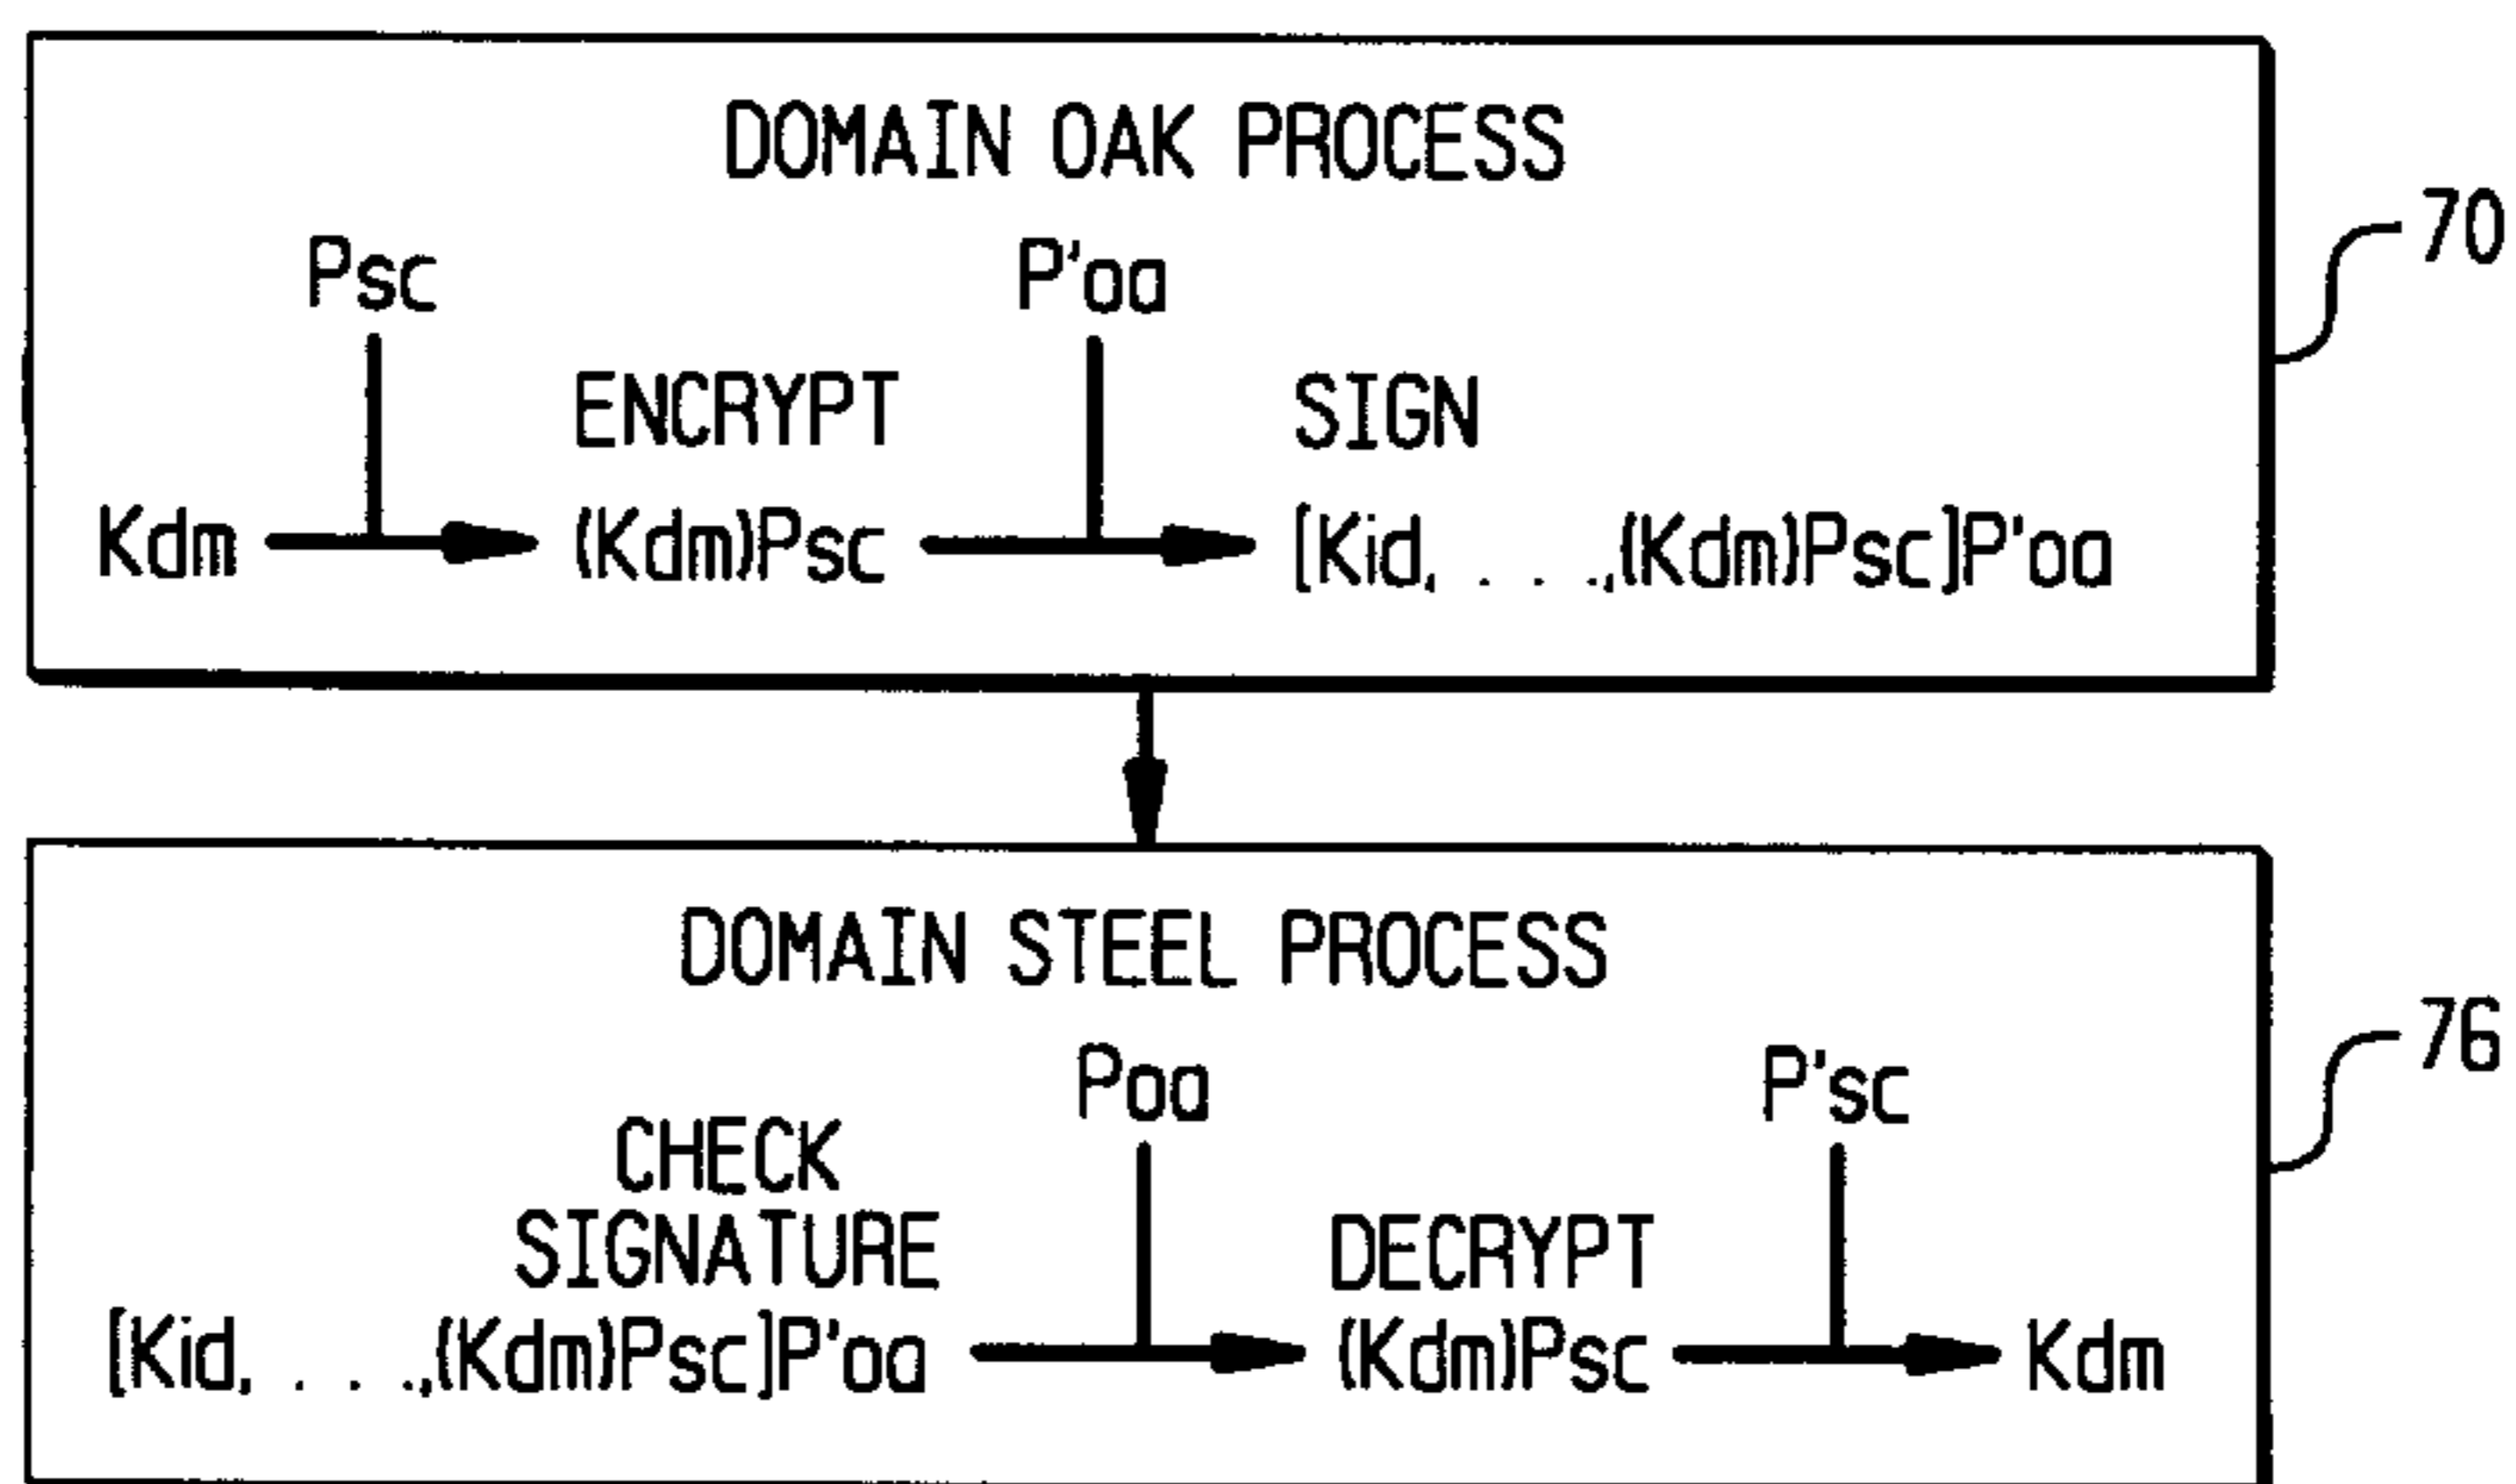 DOMAIN OAK PROCESS
70
Psc P'oa
ENCRYPT SIGN
Kdm (Kdm)Psc [Kid, . . .,(Kdm)Psc]P'oa
DOMAIN STEEL PROCESS
76
Poa P'sc
CHECK
SIGNATURE DECRYPT
[Kid, . . .,(Kdm)Psc]P'oa (Kdm)Psc Kdm